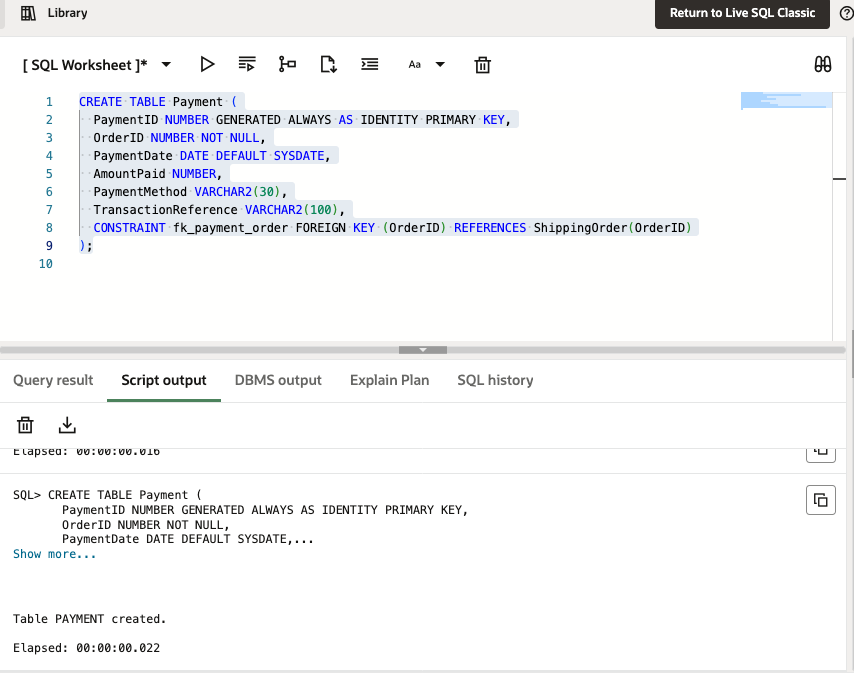 Library
Return to Live SQL Classic
[ SQL Worksheet ]*
Aa
1 CREATE TABLE Payment (
2 PaymentID NUMBER GENERATED ALWAYS AS IDENTITY PRIMARY KEY,
3 OrderID NUMBER NOT NULL,
4 PaymentDate DATE DEFAULT SYSDATE,
5 AmountPaid NUMBER,
6 PaymentMethod VARCHAR2(30),
7 TransactionReference VARCHAR2(100),
8 CONSTRAINT fk_payment_order FOREIGN KEY (OrderID) REFERENCES ShippingOrder(OrderID)
9 );
10
Query result Script output DBMS output Explain Plan SQL history
Elapsed: 00:00:00.016
SQL> CREATE TABLE Payment (
PaymentID NUMBER GENERATED ALWAYS AS IDENTITY PRIMARY KEY,
OrderID NUMBER NOT NULL,
PaymentDate DATE DEFAULT SYSDATE,...
Show more...
Table PAYMENT created.
Elapsed: 00:00:00.022